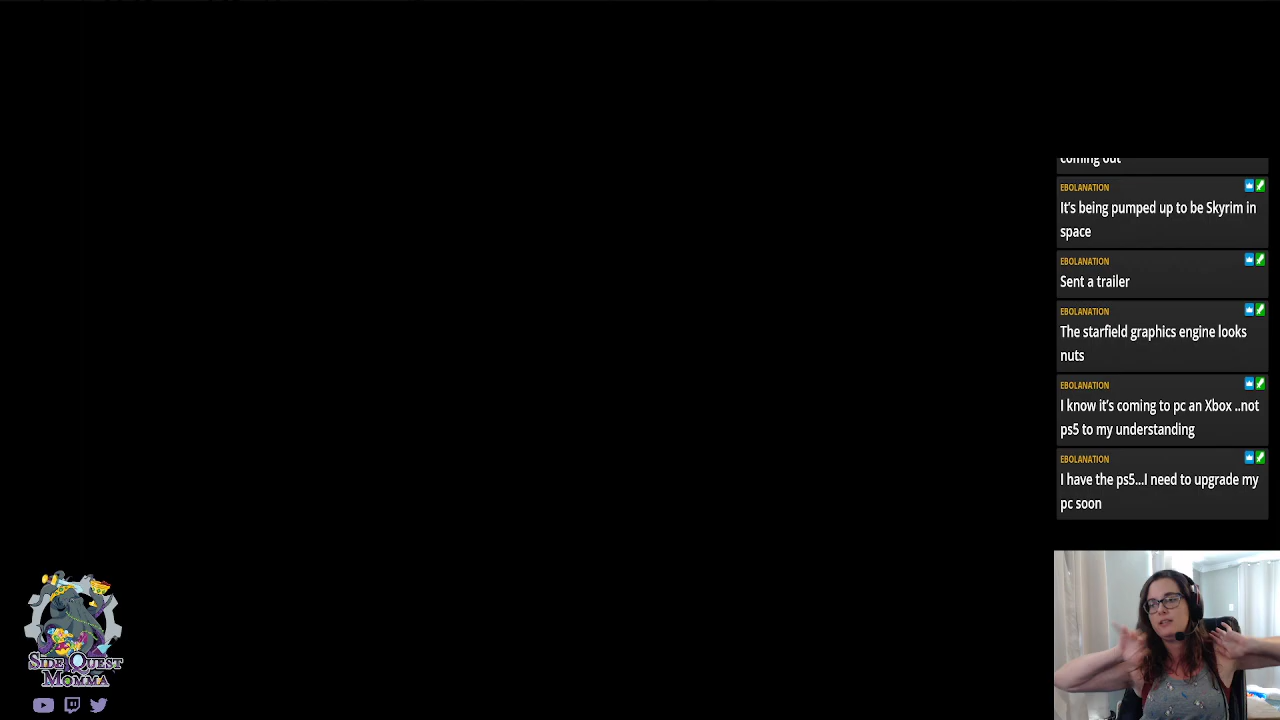 coming out
EBOLANATION
It's being pumped up to be Skyrim in
space
EBOLANATION
Sent a trailer
EBOLANATION
The starfield graphics engine looks
nuts
EBOLANATION
I know it's coming to pc an Xbox ..not
ps5 to my understanding
EBOLANATION
I have the ps5...I need to upgrade my
pc soon
SIDE QUEST
MOMMA